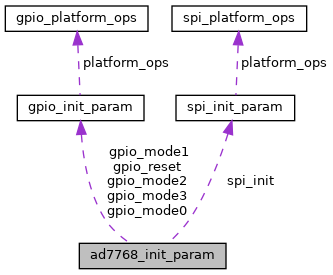 gpio_platform_ops
spi_platform_ops
platform_ops
platform_ops
gpio_init_param
spi_init_param
gpio_mode1
gpio_reset
gpio_mode2
gpio_mode3
gpio_mode0
spi_init
ad7768_init_param